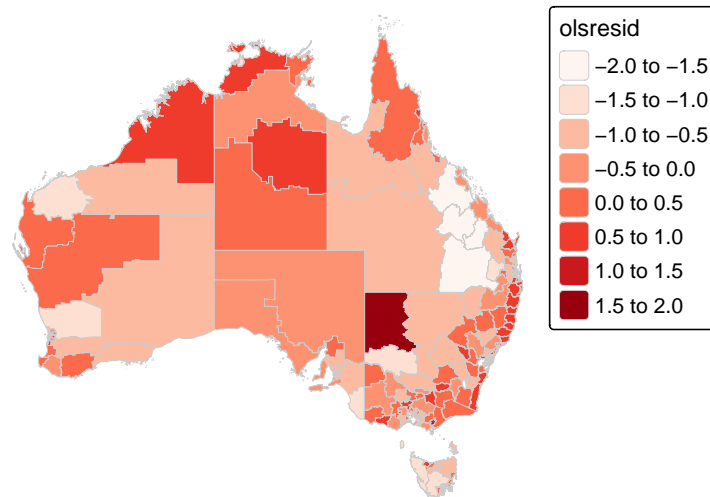 olsresid
−2.0 to −1.5
−1.5 to −1.0
−1.0 to −0.5
−0.5 to 0.0
0.0 to 0.5
0.5 to 1.0
1.0 to 1.5
1.5 to 2.0